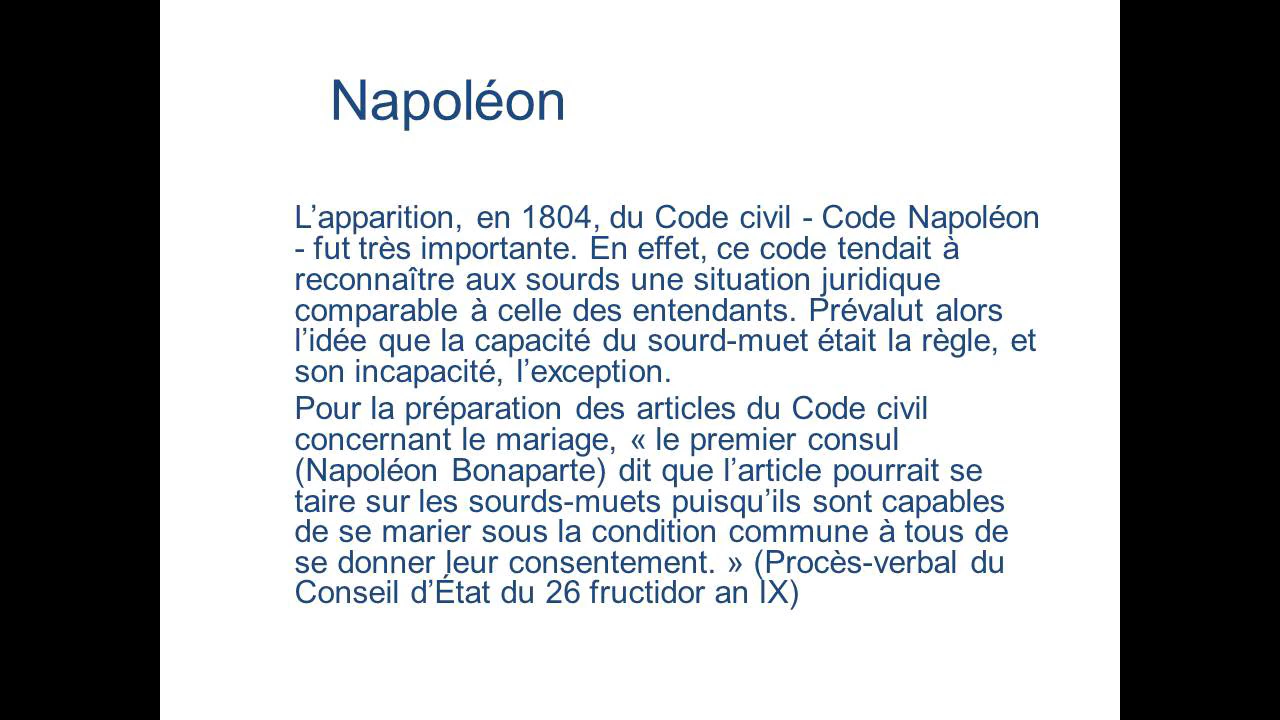 Napoléon
L’apparition, en 1804, du Code civil - Code Napoléon
- fut très importante. En effet, ce code tendait à
reconnaître aux sourds une situation juridique
comparable à celle des entendants. Prévalut alors
l’idée que la capacité du sourd-muet était la règle, et
son incapacité, l’exception.
Pour la préparation des articles du Code civil
concernant le mariage, « le premier consul
(Napoléon Bonaparte) dit que l’article pourrait se
taire sur les sourds-muets puisqu’ils sont capables
de se marier sous la condition commune à tous de
se donner leur consentement. » (Procès-verbal du
Conseil d’État du 26 fructidor an IX)